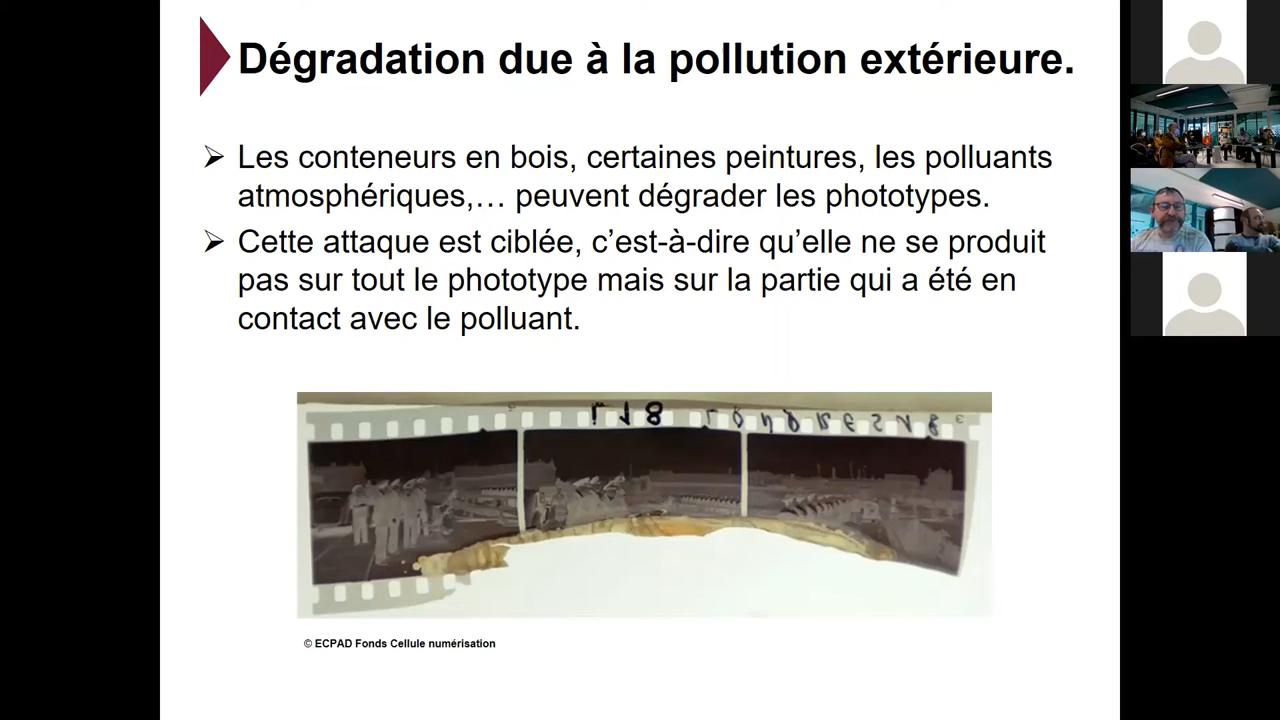 Dégradation due à la pollution extérieure.
Les conteneurs en bois, certaines peintures, les polluants
atmosphériques,… peuvent dégrader les phototypes.
Cette attaque est ciblée, c’est-à-dire qu’elle ne se produit
pas sur tout le phototype mais sur la partie qui a été en
contact avec le polluant.
© ECPAD Fonds Cellule numérisation